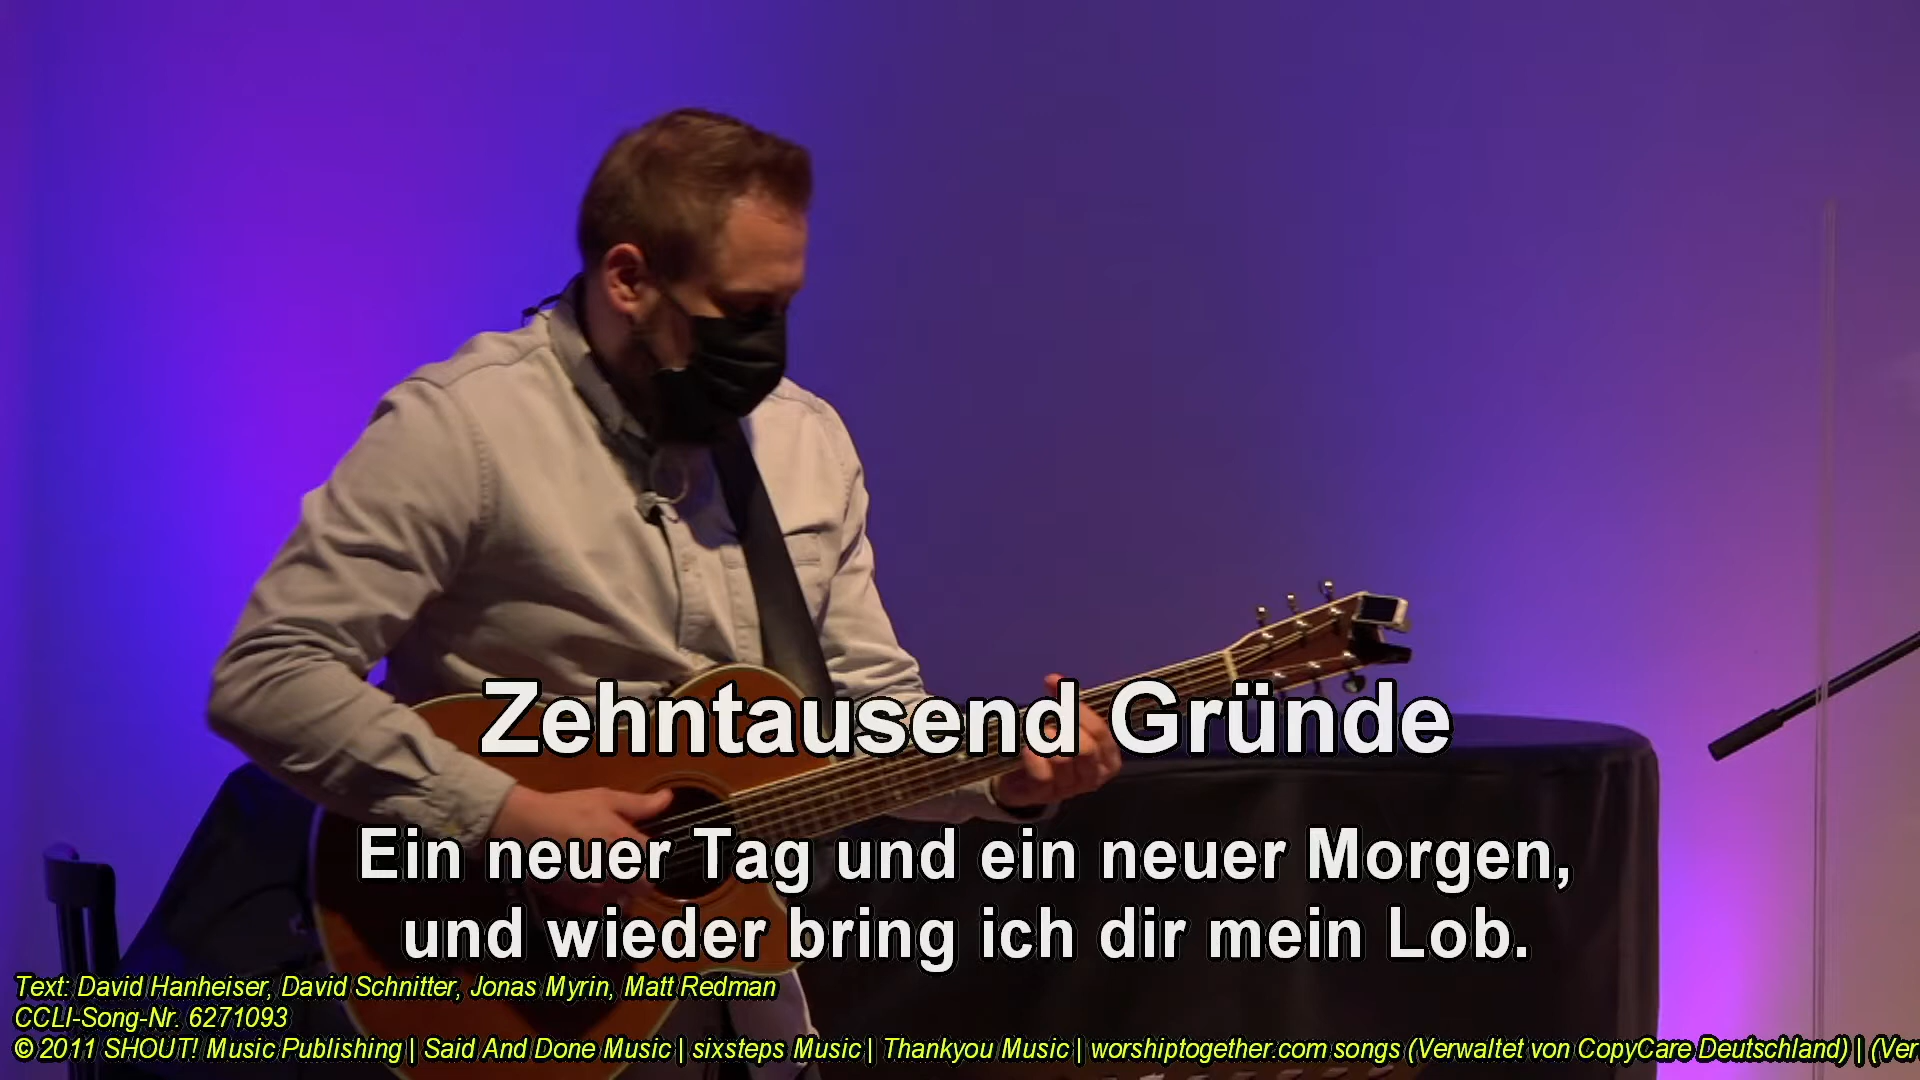 Zehntausend Gründe
Ein neuer Tag und ein neuer Morgen,
und wieder bring ich dir mein Lob.
Text: David Hanheiser, David Schnitter, Jonas Myrin, Matt Redman
CCLI-Song-Nr. 6271093
© 2011 SHOUT! Music Publishing | Said And Done Music | sixsteps Music | Thankyou Music | worshiptogether.com songs (Verwaltet von CopyCare Deutschland) | (Ver